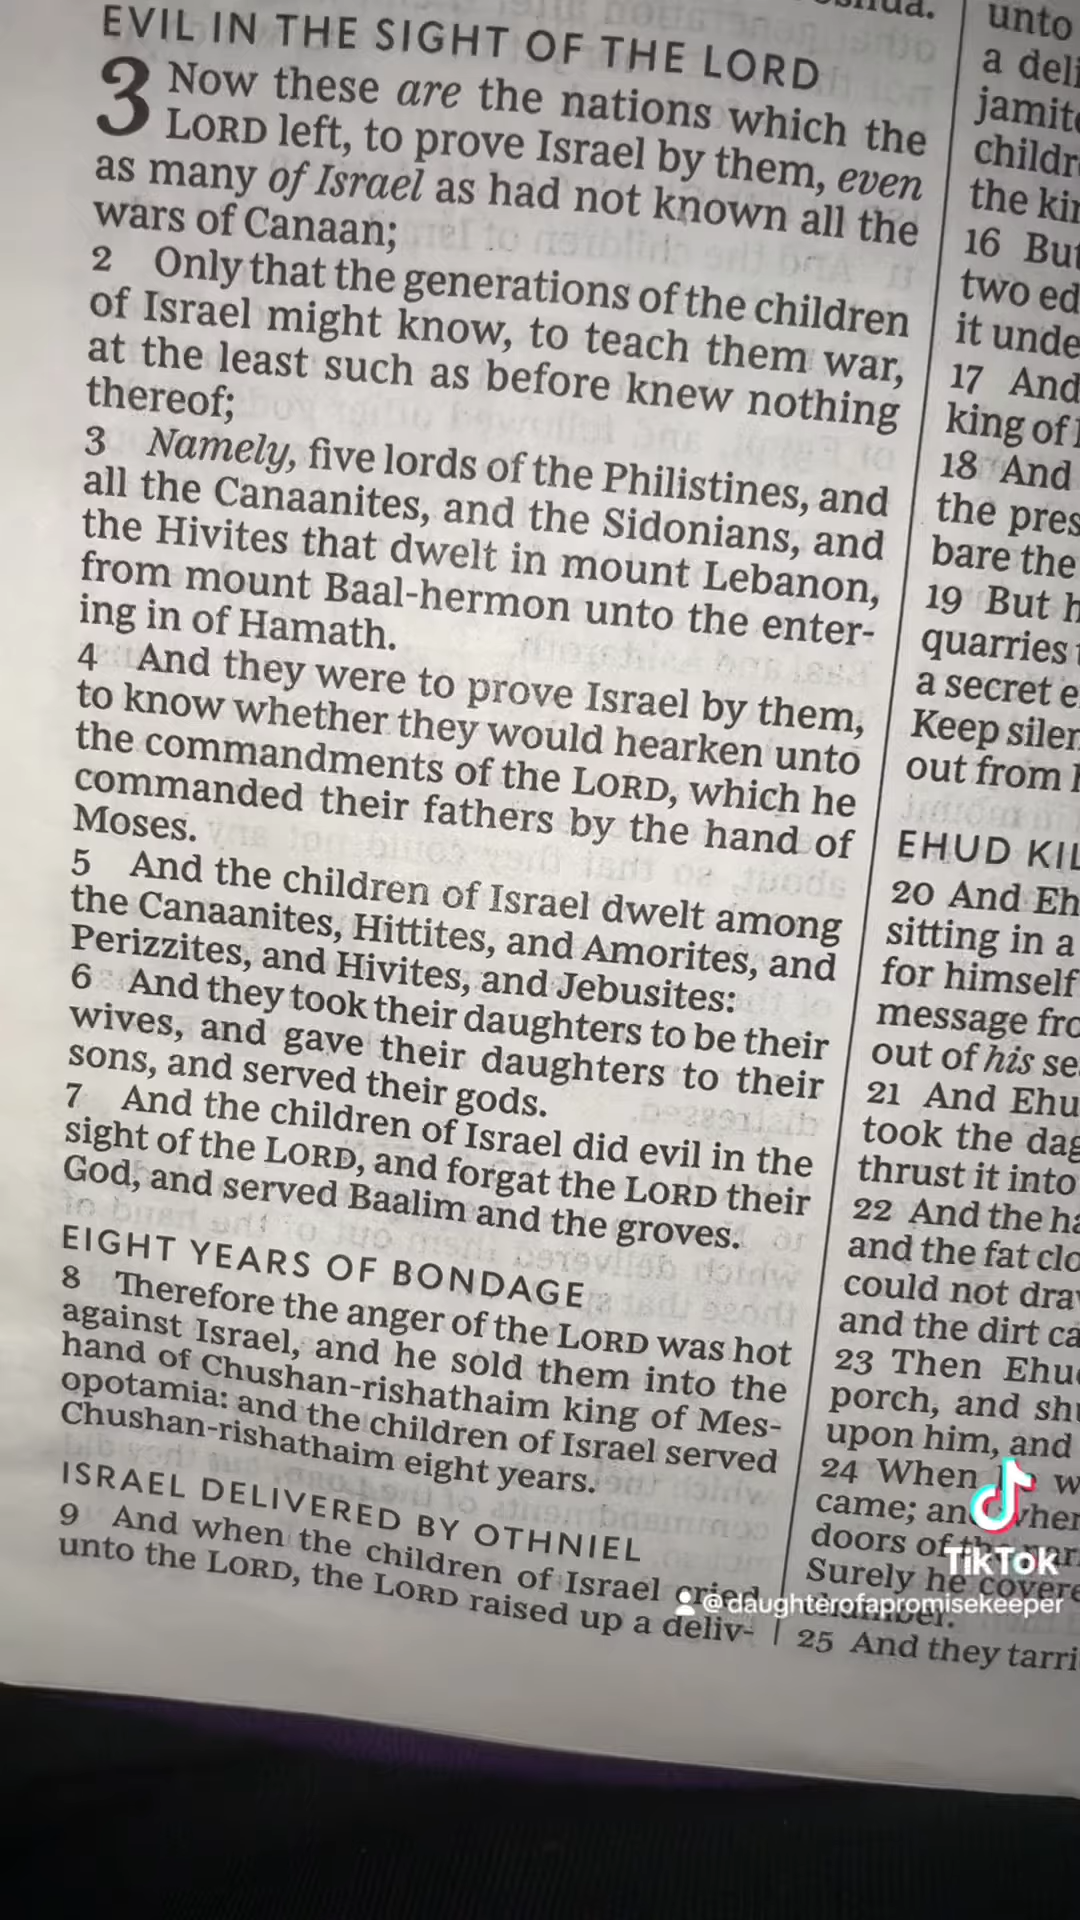 EVIL IN THE SIGHT OF THE LORD
3 Now these are the nations which the
LORD left, to prove Israel by them, even
as many of Israel as had not known all the
wars of Canaan;
2 Only that the generations of the children
of Israel might know, to teach them war,
at the least such as before knew nothing
thereof;
3 Namely, five lords of the Philistines, and
all the Canaanites, and the Sidonians, and
the Hivites that dwelt in mount Lebanon,
from mount Baal-hermon unto the enter-
ing in of Hamath.
4 And they were to prove Israel by them,
to know whether they would hearken unto
the commandments of the LORD, which he
commanded their fathers by the hand of
Moses.
5 And the children of Israel dwelt among
the Canaanites, Hittites, and Amorites, and
Perizzites, and Hivites, and Jebusites:
6 And they took their daughters to be their
wives, and gave their daughters to their
sons, and served their gods.
7 And the children of Israel did evil in the
sight of the LORD, and forgat the LORD their
God, and served Baalim and the groves.
EIGHT YEARS OF BONDAGE
8 Therefore the anger of the LORD was hot
against Israel, and he sold them into the
hand of Chushan-rishathaim king of Mes-
opotamia: and the children of Israel served
Chushan-rishathaim eight years.
ISRAEL DELIVERED BY OTHNIEL
9 And when the children of Israel cried
unto the LORD, the LORD raised up a deliv-
unto
a deli
jamit
childr
the kin
16 But
two ed
it unde
17 And
king of
18 And
the pres
bare the
19 But h
quarries
a secret e
Keep silen
out from
EHUD KIL
20 And Eh
sitting in a
for himself
message fro
out of his se
21 And Ehu
took the dag
thrust it into
22 And the ha
and the fat clo
could not dra
and the dirt ca
23 Then Ehu
porch, and shu
upon him, and
24 When w
came; and when
doors of
Surely he covere
chamber.
25 And they tarri
TikTok
@daughterofapromisekeeper